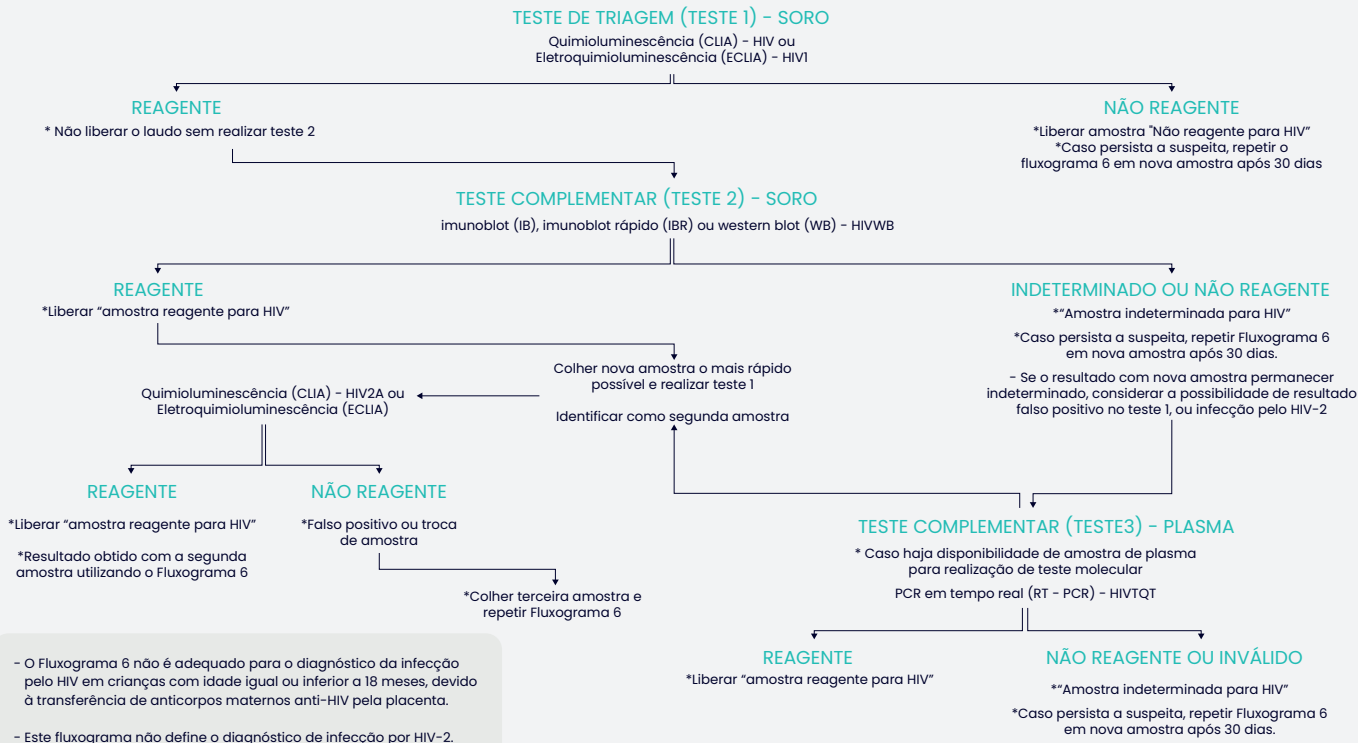 TESTE DE TRIAGEM (TESTE 1) - SORO
Quimioluminescência (CLIA) - HIV ou
Eletroquimioluminescência (ECLIA) - HIV1
REAGENTE
* Não liberar o laudo sem realizar teste 2
NÃO REAGENTE
*Liberar amostra "Não reagente para HIV”
*Caso persista a suspeita, repetir o
fluxograma 6 em nova amostra após 30 dias
TESTE COMPLEMENTAR (TESTE 2) - SORO
imunoblot (IB), imunoblot rápido (IBR) ou western blot (WB) - HIVWB
REAGENTE
*Liberar “amostra reagente para HIV”
INDETERMINADO OU NÃO REAGENTE
*“Amostra indeterminada para HIV”
*Caso persista a suspeita, repetir Fluxograma 6
em nova amostra após 30 dias.
- Se o resultado com nova amostra permanecer
indeterminado, considerar a possibilidade de resultado
falso positivo no teste 1, ou infecção pelo HIV-2
Colher nova amostra o mais rápido
possível e realizar teste 1
Identificar como segunda amostra
Quimioluminescência (CLIA) - HIV2A ou
Eletroquimioluminescência (ECLIA)
REAGENTE
*Liberar “amostra reagente para HIV”
*Resultado obtido com a segunda
amostra utilizando o Fluxograma 6
NÃO REAGENTE
*Falso positivo ou troca
de amostra
*Colher terceira amostra e
repetir Fluxograma 6
TESTE COMPLEMENTAR (TESTE3) - PLASMA
* Caso haja disponibilidade de amostra de plasma
para realização de teste molecular
PCR em tempo real (RT - PCR) - HIVTQT
REAGENTE
*Liberar “amostra reagente para HIV”
NÃO REAGENTE OU INVÁLIDO
*“Amostra indeterminada para HIV”
*Caso persista a suspeita, repetir Fluxograma 6
em nova amostra após 30 dias.
- O Fluxograma 6 não é adequado para o diagnóstico da infecção
pelo HIV em crianças com idade igual ou inferior a 18 meses, devido
à transferência de anticorpos maternos anti-HIV pela placenta.
- Este fluxograma não define o diagnóstico de infecção por HIV-2.